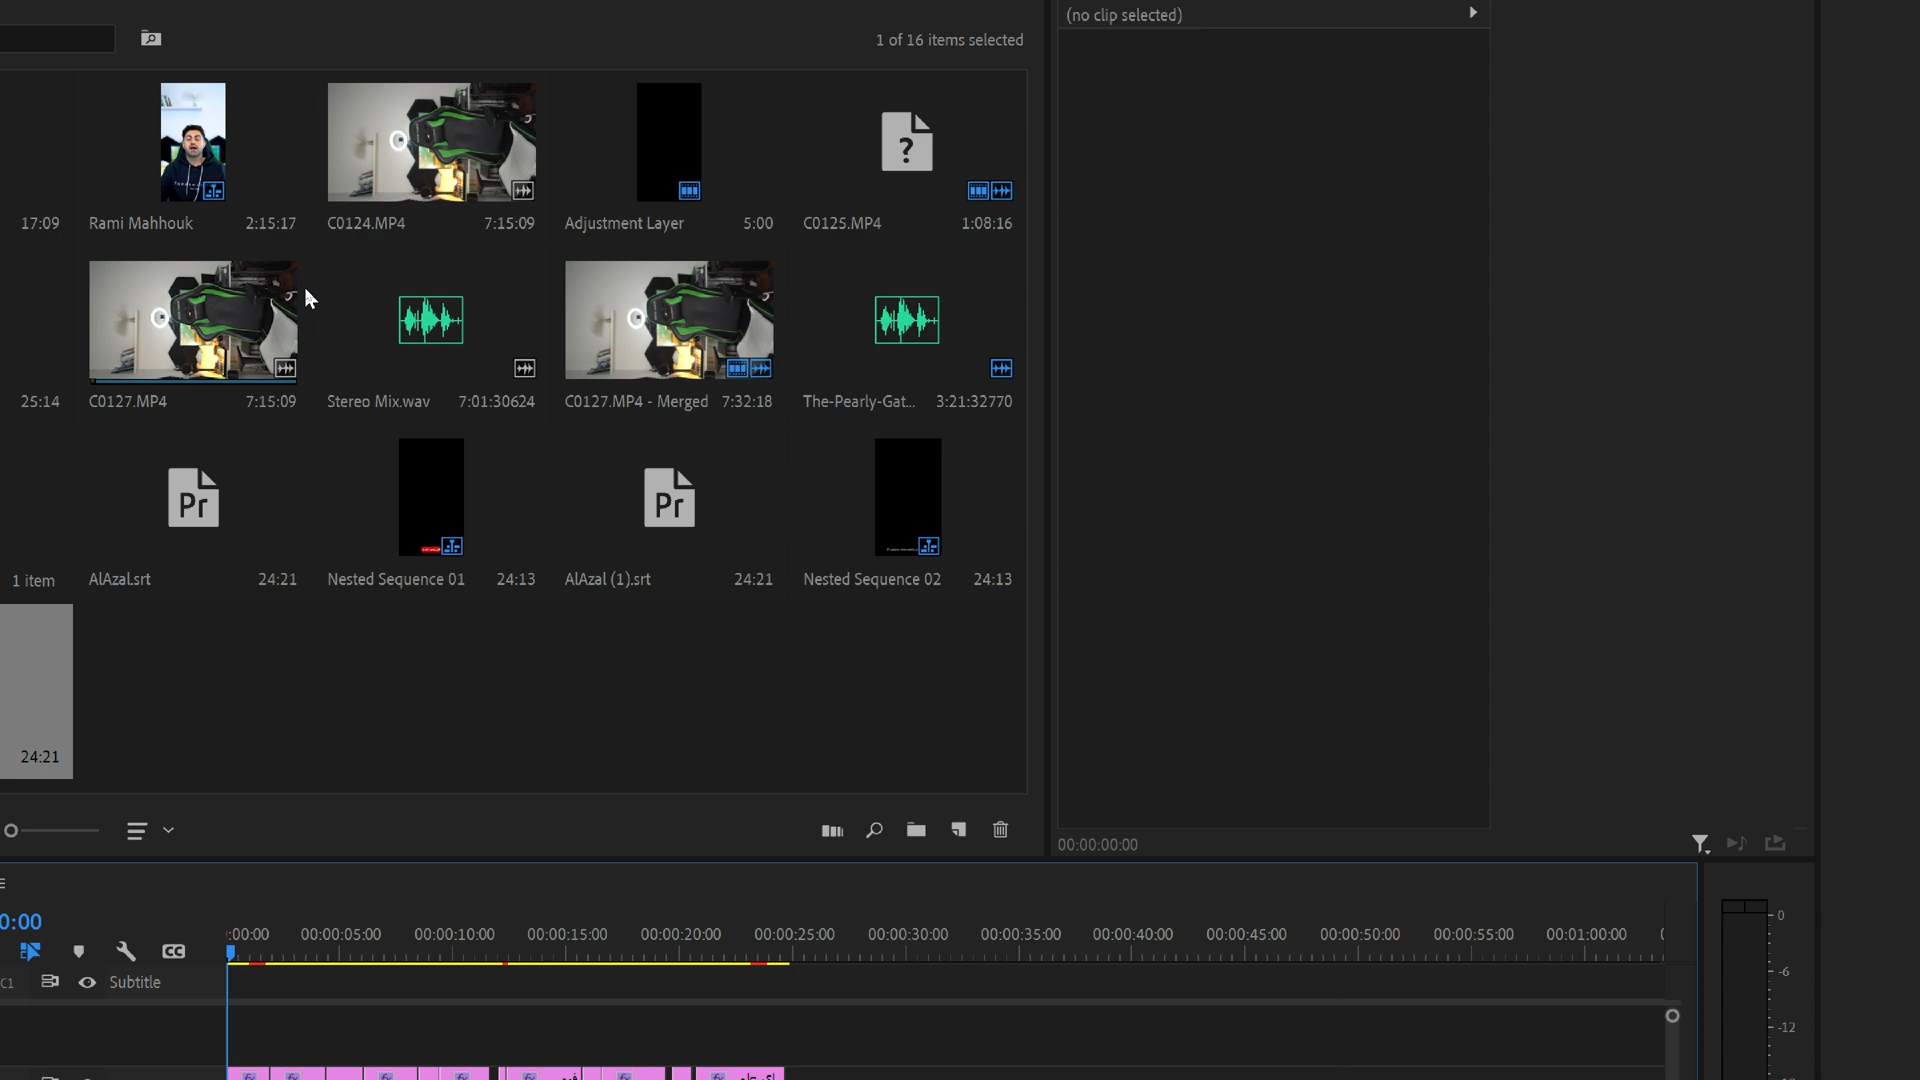 (no clip selected)
1 of 16 items selected
17:09
Rami Mahhouk 2:15:17
C0124.MP4 7:15:09
Adjustment Layer 5:00
?
C0125.MP4 1:08:16
25:14
C0127.MP4 7:15:09
Stereo Mix.wav 7:01:30624
C0127.MP4 - Merged 7:32:18
The-Pearly-Gat... 3:21:32770
Pr
Pr
1 item
AlAzal.srt 24:21
Nested Sequence 01 24:13
AlAzal (1).srt 24:21
Nested Sequence 02 24:13
24:21
00:00:00:00
0:00
:00:00 00:00:05:00 00:00:10:00 00:00:15:00 00:00:20:00 00:00:25:00 00:00:30:00 00:00:35:00 00:00:40:00 00:00:45:00 00:00:50:00 00:00:55:00 00:01:00:00
C1 Subtitle
0
-6
-12